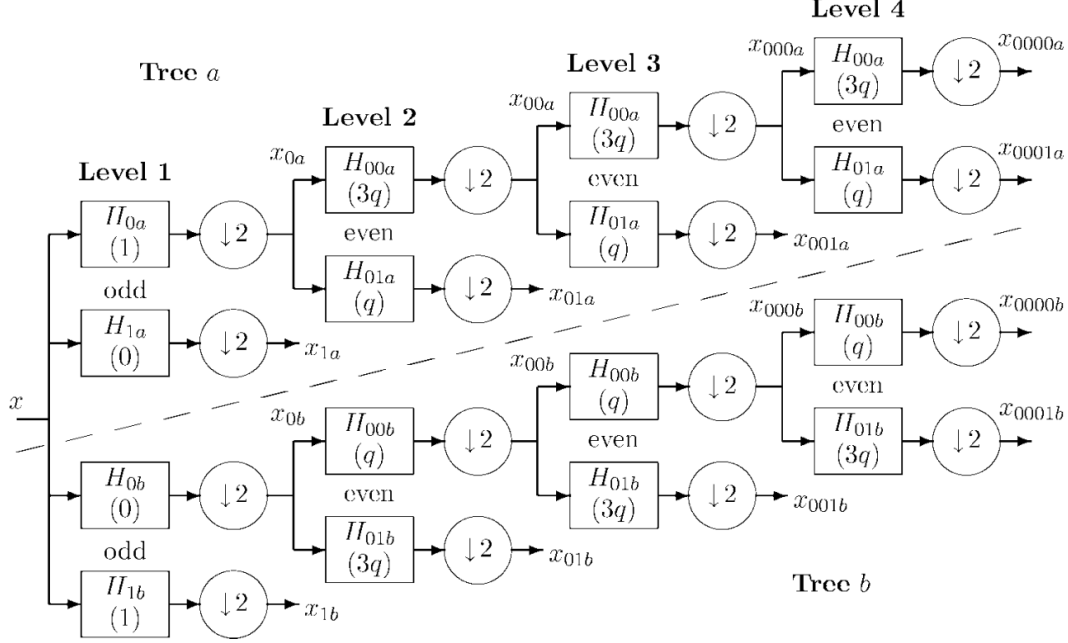 Level 4
x0000a
x000a
H00a
(3q)
↓2
Tree a
Level 3
even
x00a
H00a
(3q)
↓2
Level 2
x0001a
H01a
(q)
↓2
x0a
even
H00a
(3q)
↓2
Level 1
H01a
(q)
↓2
x001a
H0a
(1)
↓2
even
H01a
(q)
↓2
x01a
odd
x000b
x0000b
H00b
(q)
↓2
H1a
(0)
↓2
x1a
x00b
H00b
(q)
↓2
even
x
x0b
x0001b
H00b
(q)
↓2
even
H01b
(3q)
↓2
H0b
(0)
↓2
even
H01b
(3q)
↓2
x001b
odd
H01b
(3q)
↓2
x01b
Tree b
H1b
(1)
↓2
x1b